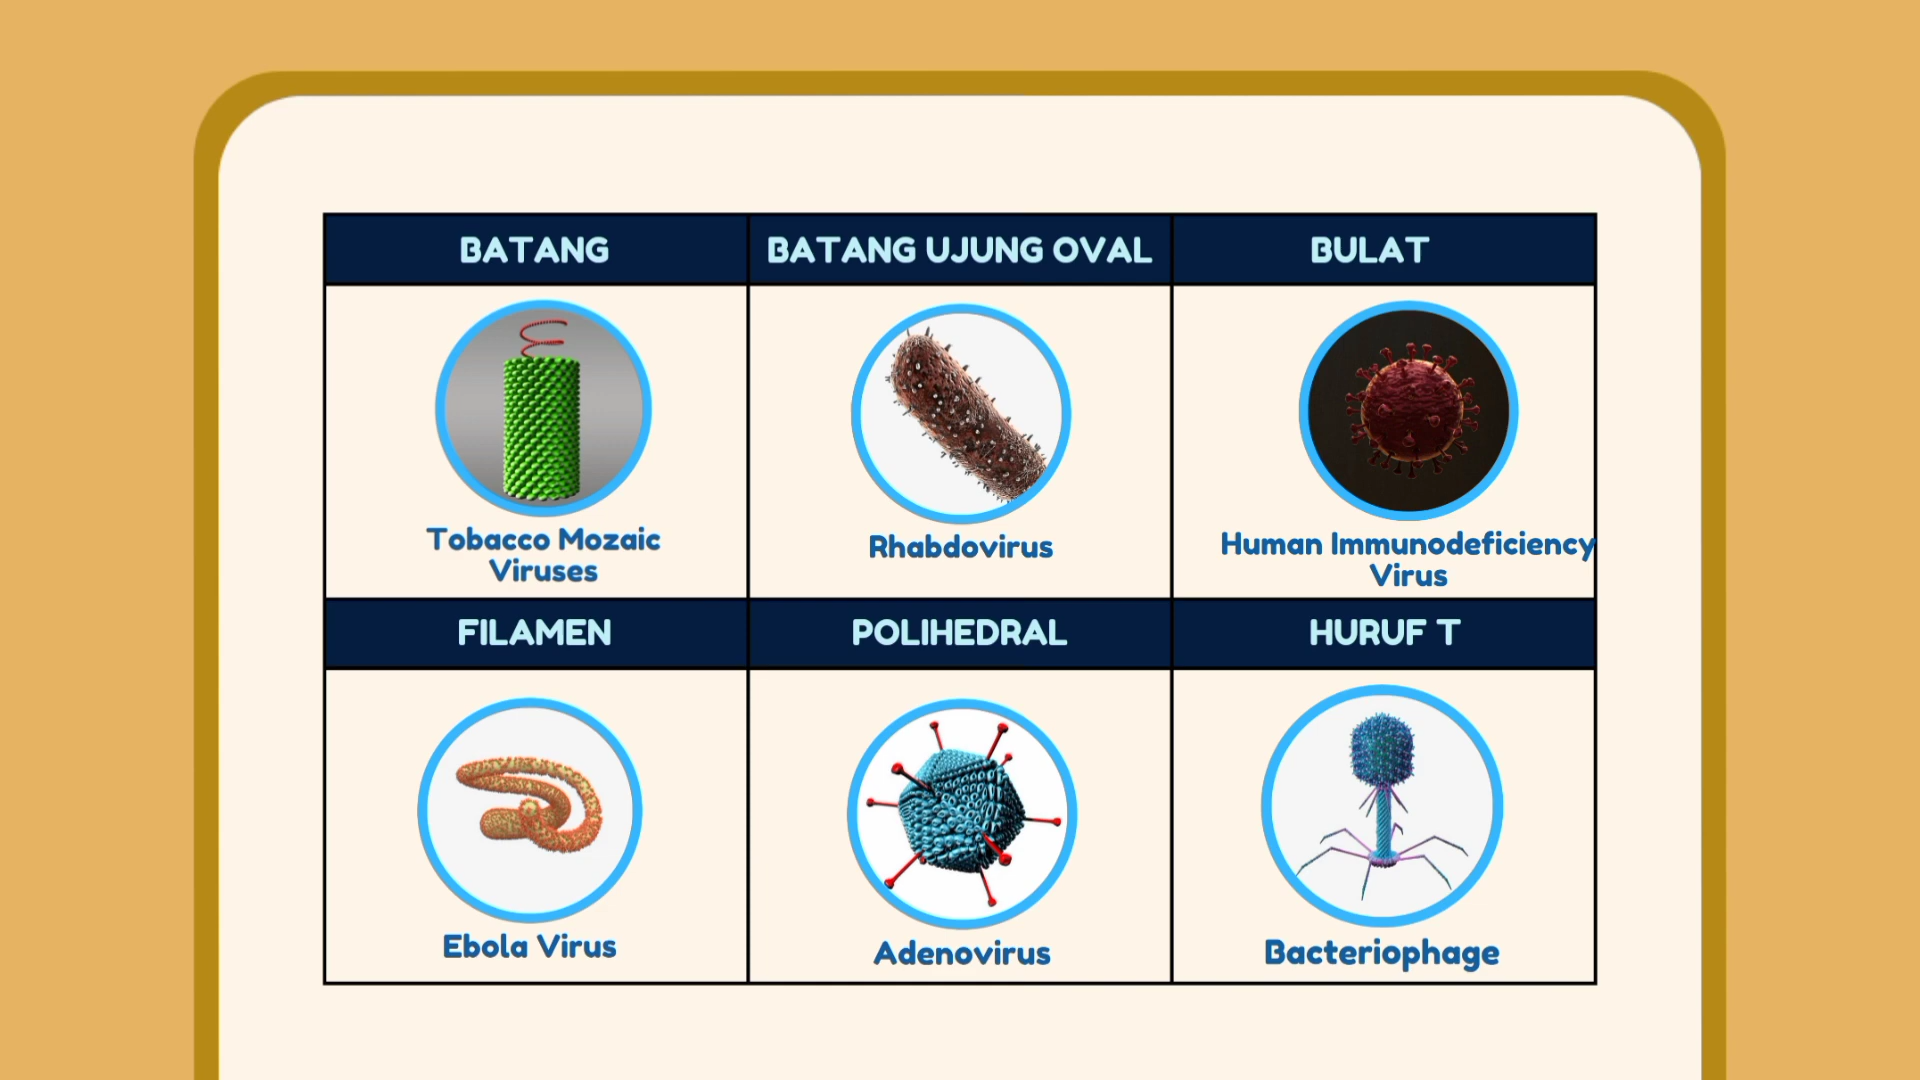 BATANG
BATANG UJUNG OVAL
BULAT
Tobacco Mozaic
Viruses
Rhabdovirus
Human Immunodeficiency
Virus
FILAMEN
POLIHEDRAL
HURUF T
Ebola Virus
Adenovirus
Bacteriophage